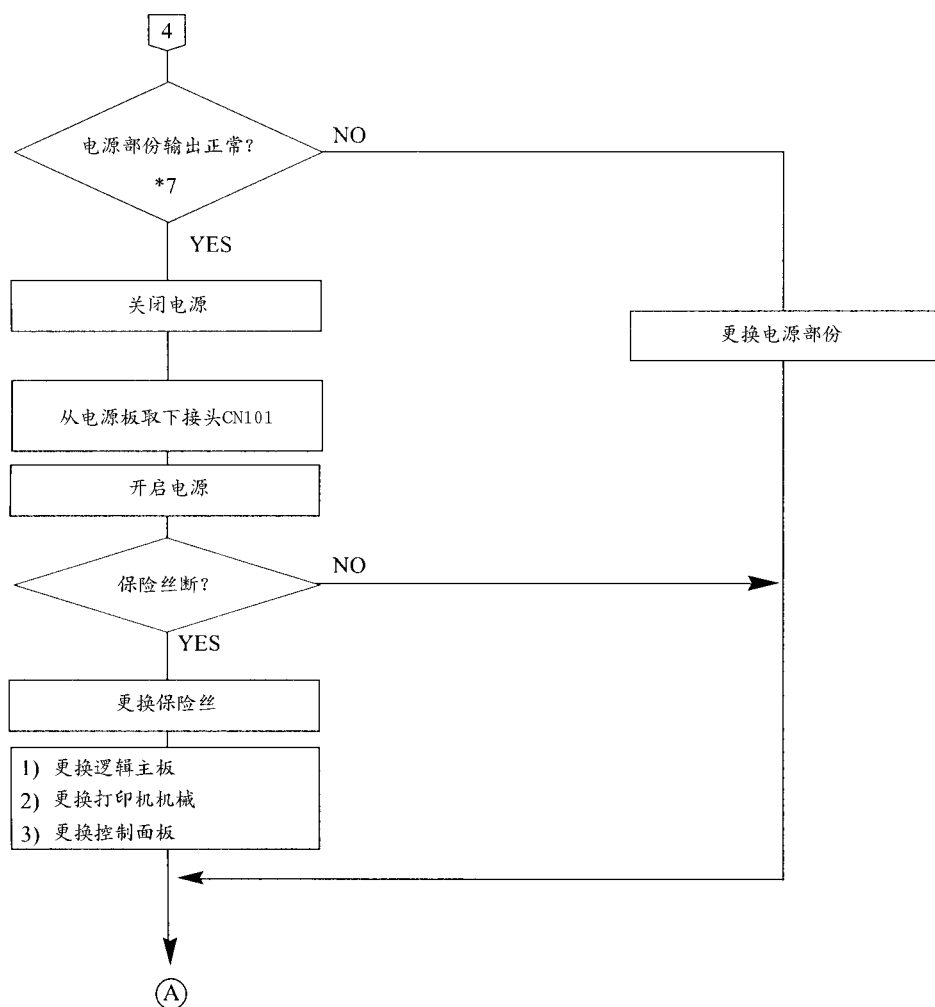 4
电源部份输出正常?
*7
NO
YES
关闭电源
更换电源部份
从电源板取下接头CN101
开启电源
保险丝断?
NO
YES
更换保险丝
1) 更换逻辑主板
2) 更换打印机机械
3) 更换控制面板
A